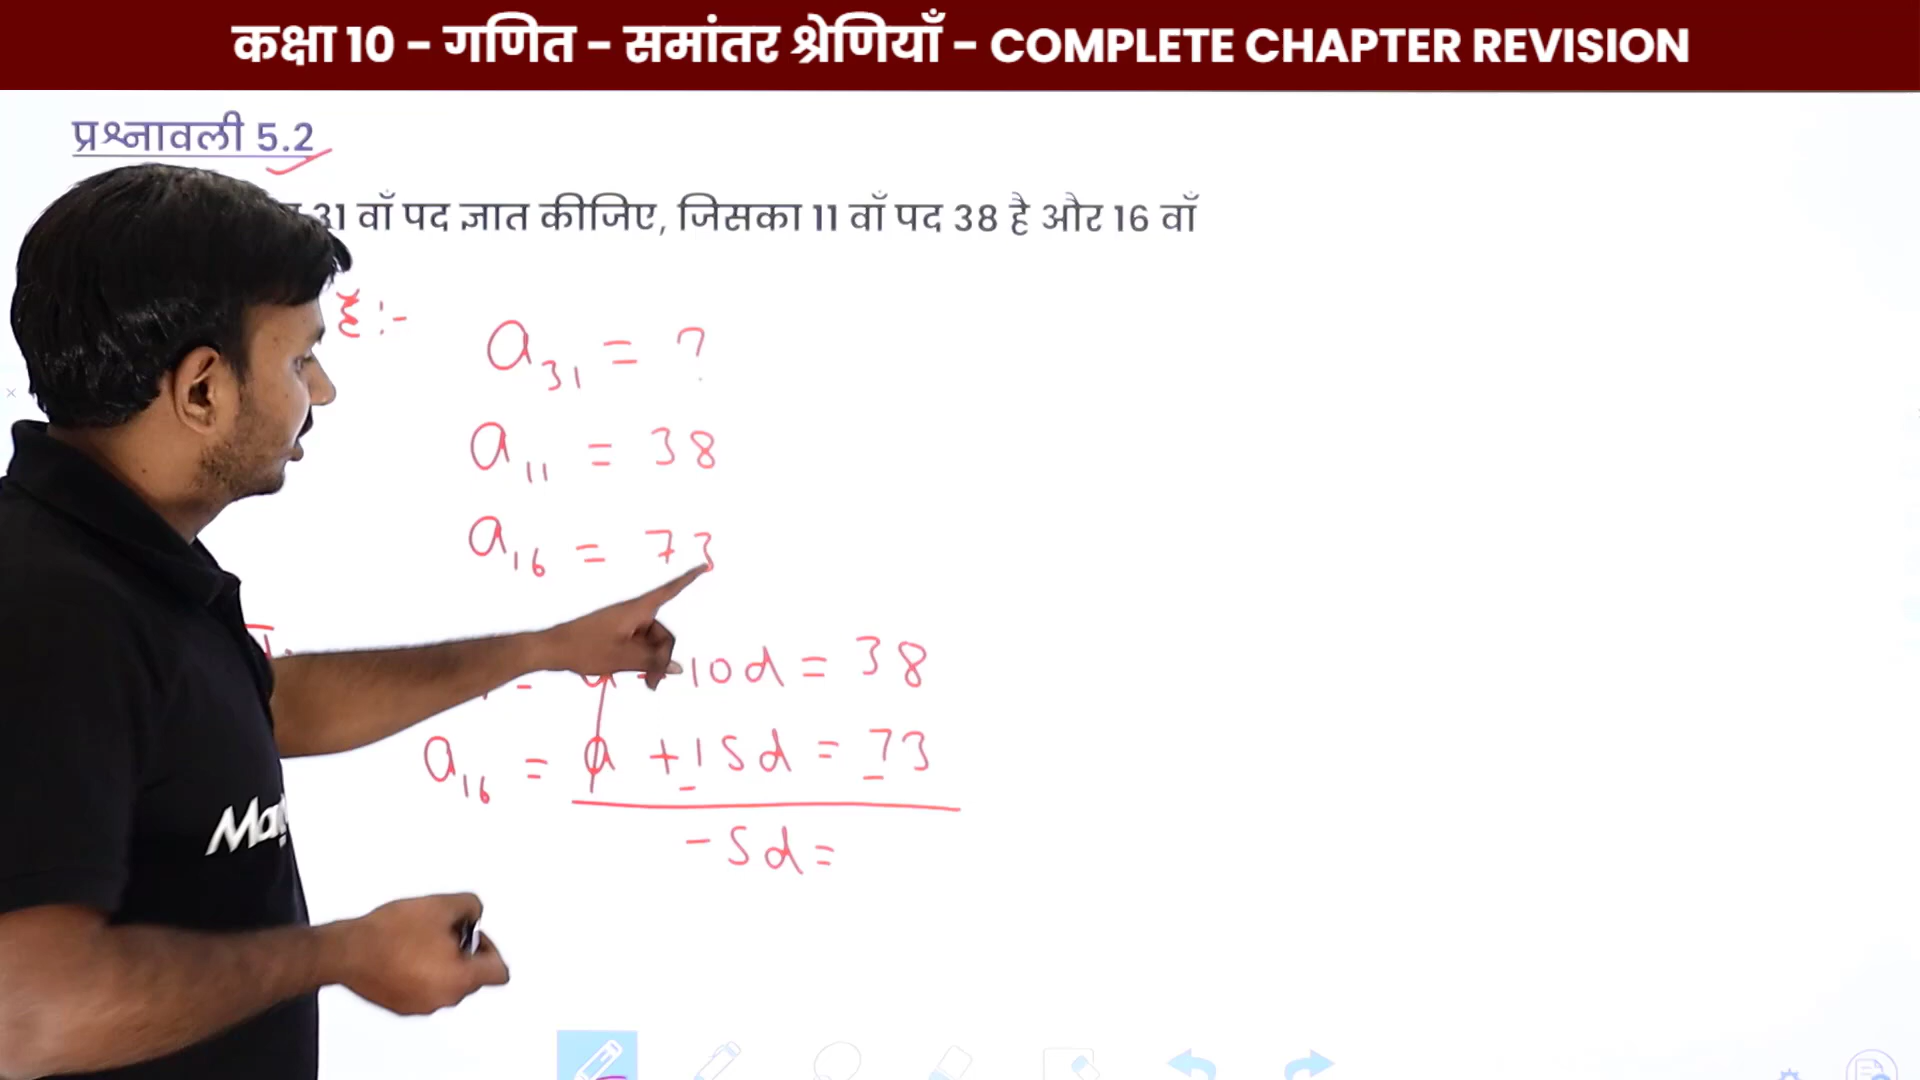 कक्षा 10 - गणित - समांतर श्रेणियाँ - COMPLETE CHAPTER REVISION
प्रश्नावली 5.2
31 वाँ पद ज्ञात कीजिए, जिसका 11 वाँ पद 38 है और 16 वाँ
है :-
a₃₁ = ?
a₁₁ = 38
a₁₆ = 73
10d = 38
a₁₆ = a + 15d = 73
- 5d =